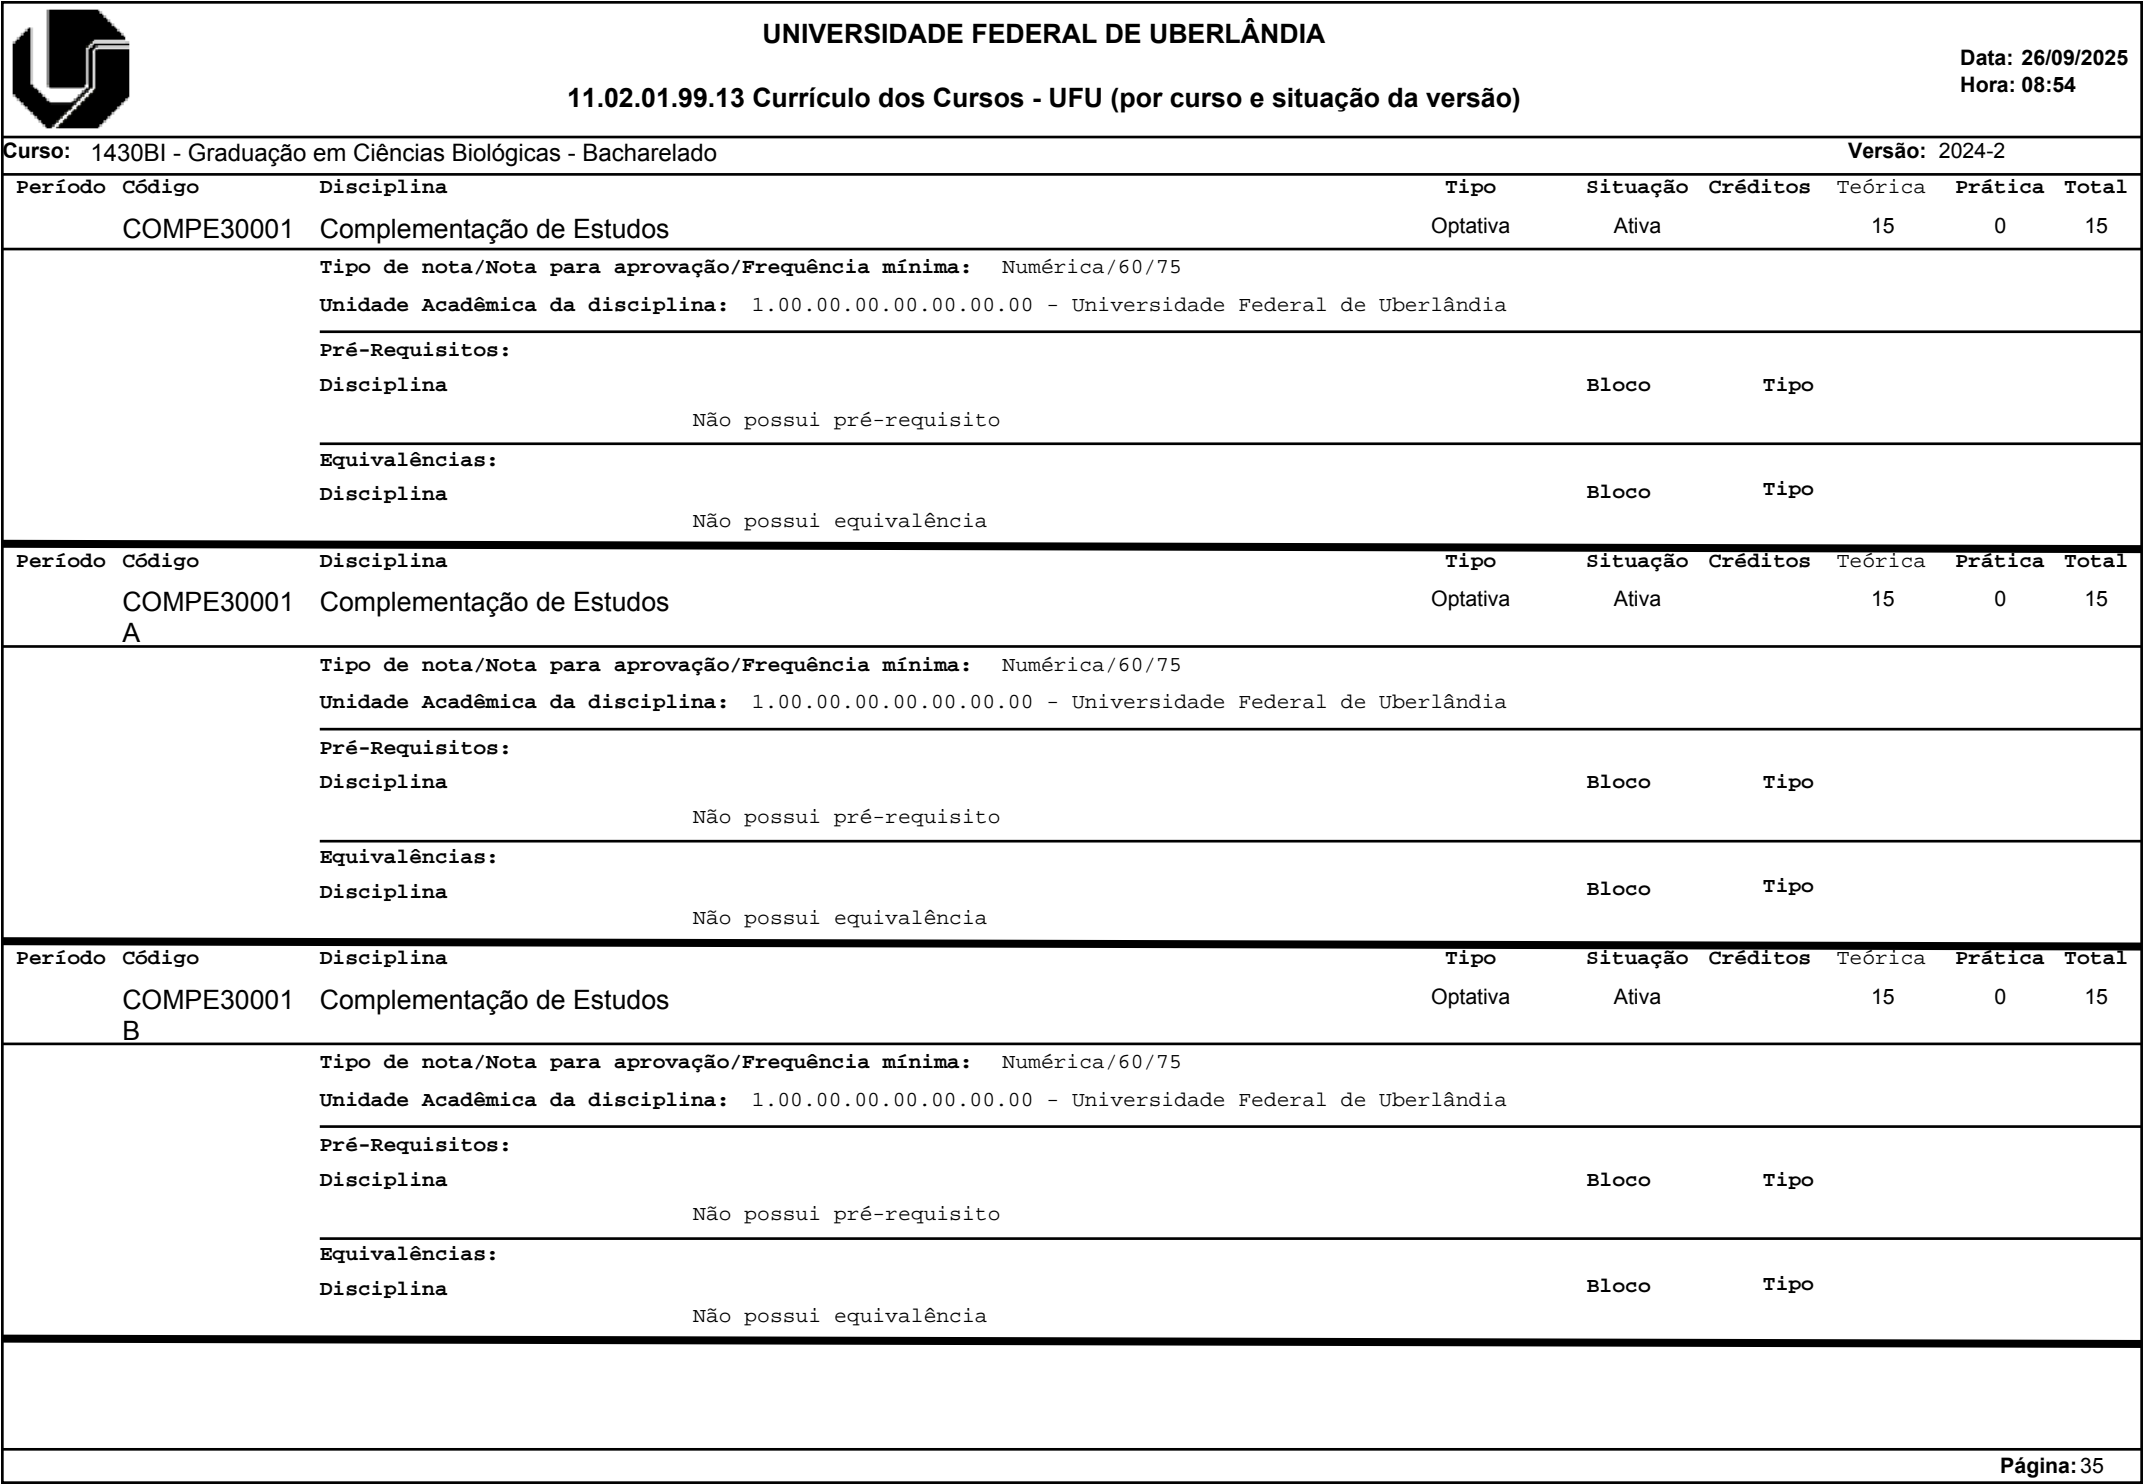 UNIVERSIDADE FEDERAL DE UBERLÂNDIA
Data: 26/09/2025
Hora: 08:54
11.02.01.99.13 Currículo dos Cursos - UFU (por curso e situação da versão)
Curso: 1430BI - Graduação em Ciências Biológicas - Bacharelado Versão: 2024-2
Período Código Disciplina Tipo Situação Créditos Teórica Prática Total
COMPE30001 Complementação de Estudos Optativa Ativa 15 0 15
Tipo de nota/Nota para aprovação/Frequência mínima: Numérica/60/75
Unidade Acadêmica da disciplina: 1.00.00.00.00.00.00.00 - Universidade Federal de Uberlândia
Pré-Requisitos:
Disciplina Bloco Tipo
Não possui pré-requisito
Equivalências:
Disciplina Bloco Tipo
Não possui equivalência
Período Código Disciplina Tipo Situação Créditos Teórica Prática Total
COMPE30001 Complementação de Estudos Optativa Ativa 15 0 15
A
Tipo de nota/Nota para aprovação/Frequência mínima: Numérica/60/75
Unidade Acadêmica da disciplina: 1.00.00.00.00.00.00.00 - Universidade Federal de Uberlândia
Pré-Requisitos:
Disciplina Bloco Tipo
Não possui pré-requisito
Equivalências:
Disciplina Bloco Tipo
Não possui equivalência
Período Código Disciplina Tipo Situação Créditos Teórica Prática Total
COMPE30001 Complementação de Estudos Optativa Ativa 15 0 15
B
Tipo de nota/Nota para aprovação/Frequência mínima: Numérica/60/75
Unidade Acadêmica da disciplina: 1.00.00.00.00.00.00.00 - Universidade Federal de Uberlândia
Pré-Requisitos:
Disciplina Bloco Tipo
Não possui pré-requisito
Equivalências:
Disciplina Bloco Tipo
Não possui equivalência
Página: 35